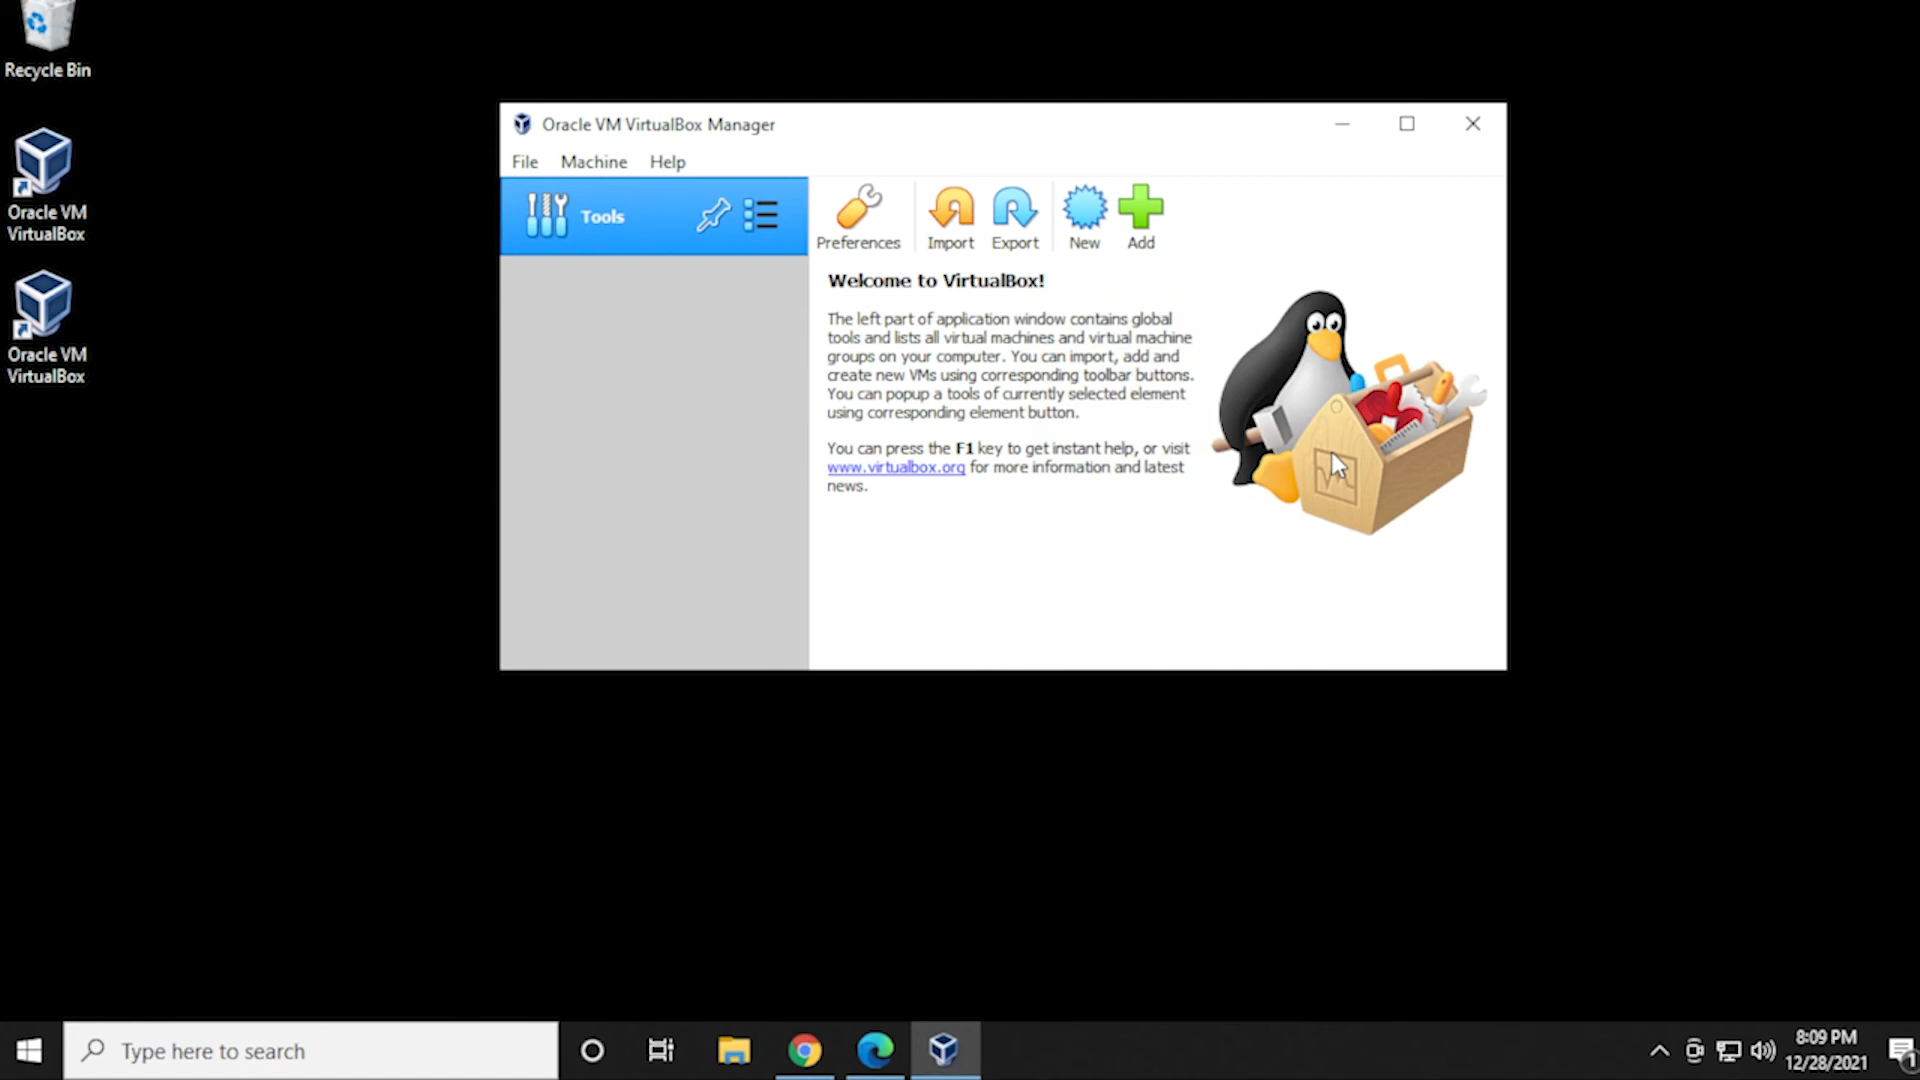 Recycle Bin
Oracle VM
VirtualBox
Oracle VM
VirtualBox
Oracle VM VirtualBox Manager
File Machine Help
Tools
Preferences Import Export New Add
Welcome to VirtualBox!
The left part of application window contains global
tools and lists all virtual machines and virtual machine
groups on your computer. You can import, add and
create new VMs using corresponding toolbar buttons.
You can popup a tools of currently selected element
using corresponding element button.
You can press the F1 key to get instant help, or visit
www.virtualbox.org for more information and latest
news.
Type here to search
8:09 PM
12/28/2021
1